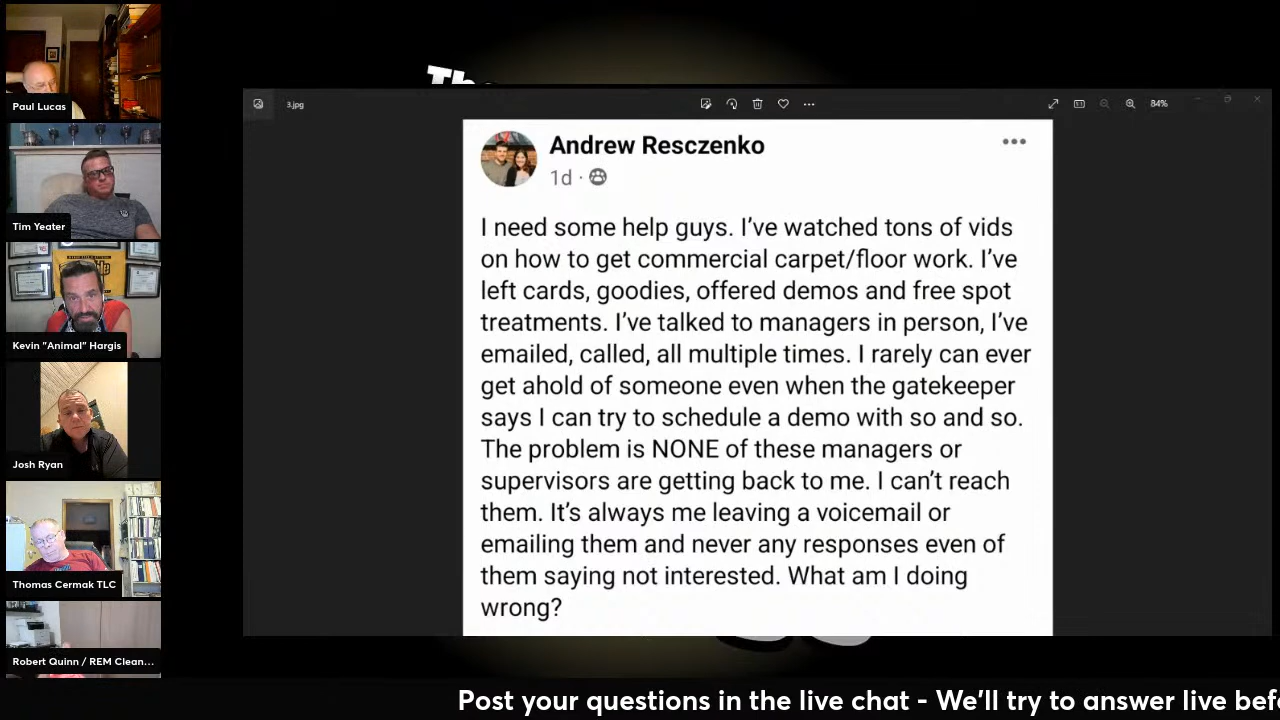 Paul Lucas
Tim Yeater
Kevin "Animal" Hargis
Josh Ryan
Thomas Cermak TLC
Robert Quinn / REM Clean...
The
3.jpg
84%
Andrew Resczenko
1d ·
I need some help guys. I've watched tons of vids
on how to get commercial carpet/floor work. I've
left cards, goodies, offered demos and free spot
treatments. I've talked to managers in person, I've
emailed, called, all multiple times. I rarely can ever
get ahold of someone even when the gatekeeper
says I can try to schedule a demo with so and so.
The problem is NONE of these managers or
supervisors are getting back to me. I can't reach
them. It's always me leaving a voicemail or
emailing them and never any responses even of
them saying not interested. What am I doing
wrong?
Post your questions in the live chat - We'll try to answer live bef